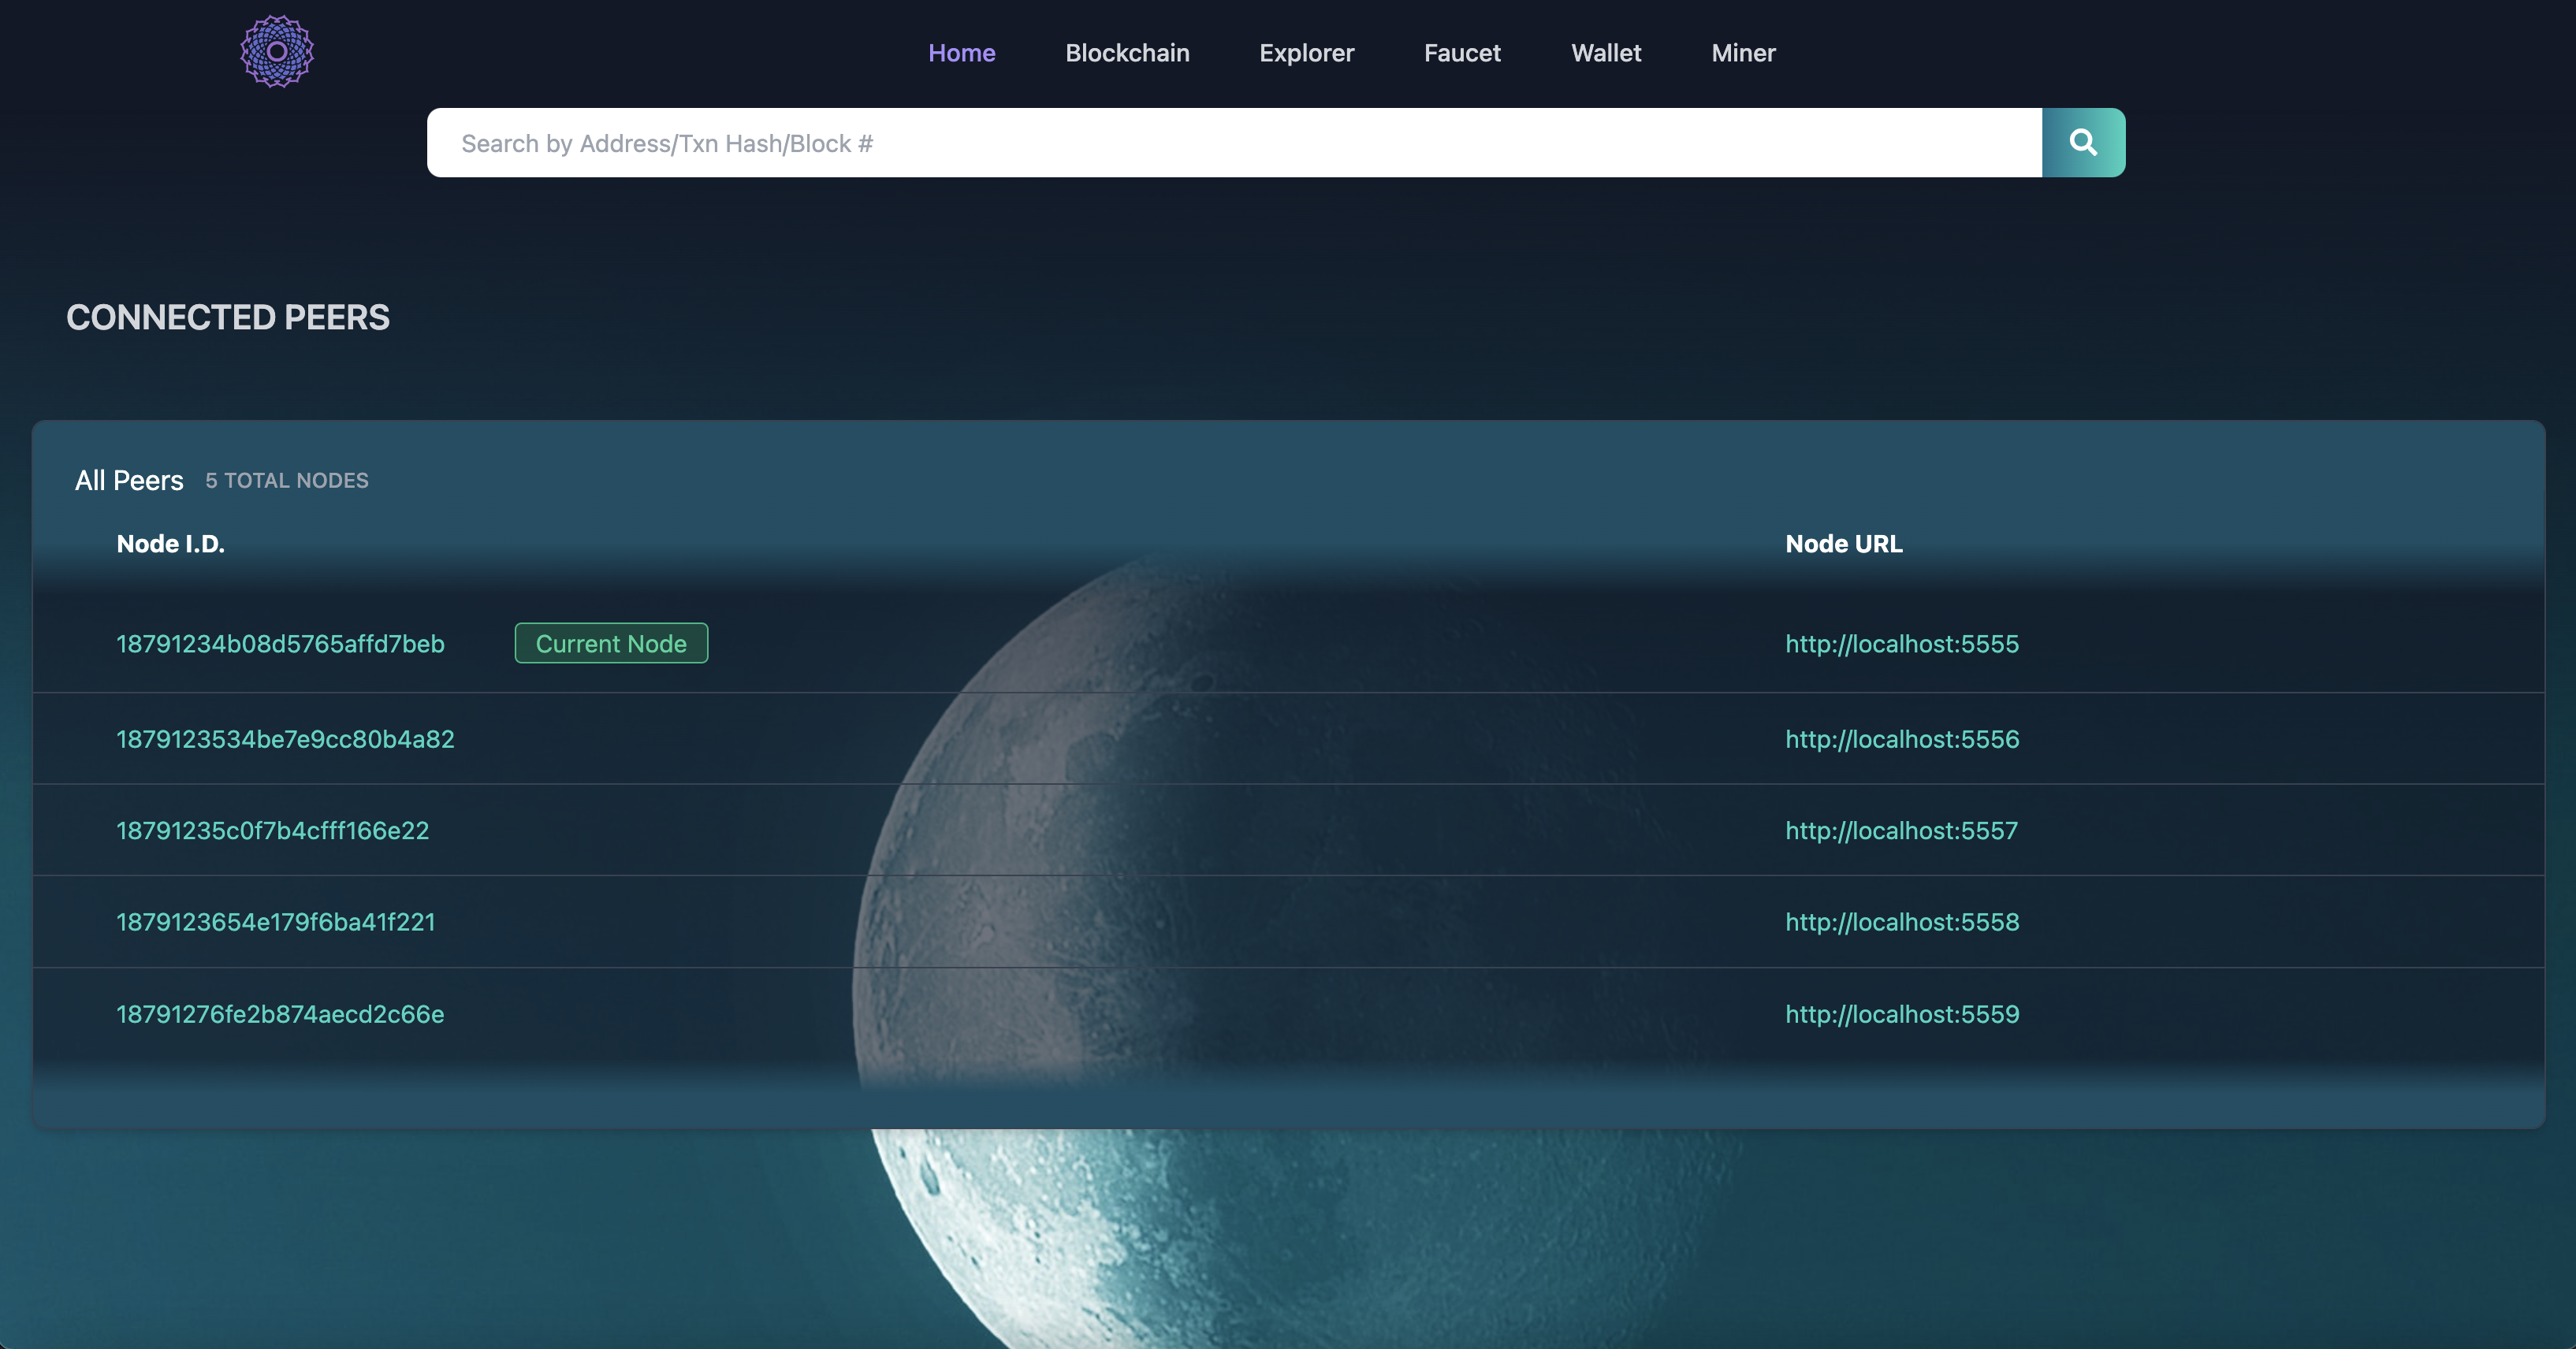 Home Blockchain Explorer Faucet Wallet Miner
Search by Address/Txn Hash/Block #
CONNECTED PEERS
All Peers 5 TOTAL NODES
Node I.D. Node URL
18791234b08d5765affd7beb Current Node http://localhost:5555
1879123534be7e9cc80b4a82 http://localhost:5556
18791235c0f7b4cfff166e22 http://localhost:5557
1879123654e179f6ba41f221 http://localhost:5558
18791276fe2b874aecd2c66e http://localhost:5559